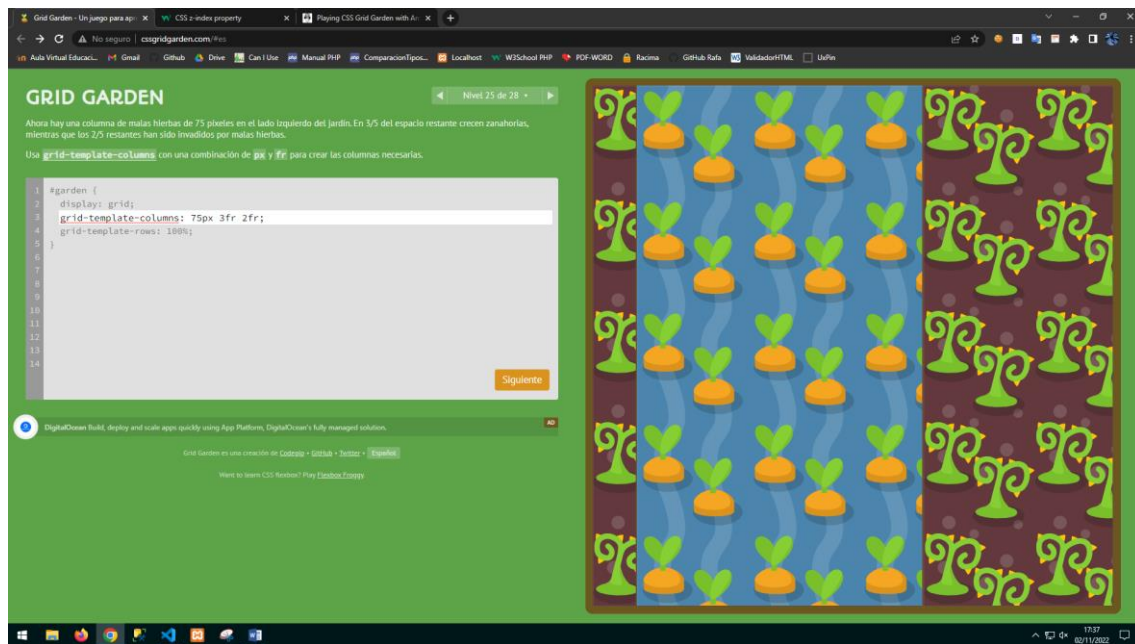 Grid Garden - Un juego para apr
CSS z-index property
Playing CSS Grid Garden with An
No seguro | cssgridgarden.com/#es
Aula Virtual Educaci... Gmail Github Drive Can I Use Manual PHP ComparacionTipos... Localhost W3School PHP PDF-WORD Racima GitHub Rafa ValidadorHTML UxPin
GRID GARDEN
Nivel 25 de 28
Ahora hay una columna de malas hierbas de 75 píxeles en el lado izquierdo del jardín. En 3/5 del espacio restante crecen zanahorias,
mientras que los 2/5 restantes han sido invadidos por malas hierbas.
Usa grid-template-columns con una combinación de px y fr para crear las columnas necesarias.
1 #garden {
2 display: grid;
3 grid-template-columns: 75px 3fr 2fr;
4 grid-template-rows: 100%;
5 }
6
7
8
9
10
11
12
13
14
Siguiente
DigitalOcean Build, deploy and scale apps quickly using App Platform, DigitalOcean's fully managed solution.
AD
Grid Garden es una creación de Codepip • GitHub • Twitter • Español
Want to learn CSS flexbox? Play Flexbox Froggy.
17:37
02/11/2022